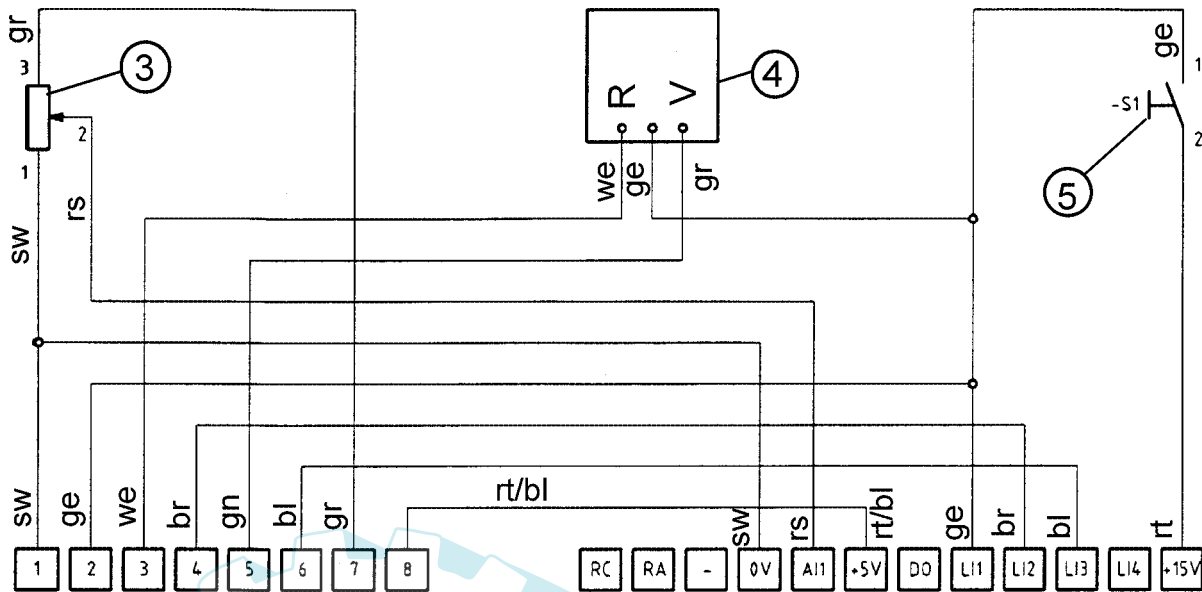 gr
3
3
2
1
rs
sw
R V
4
we ge gr
ge
1
-S1
2
5
sw ge we br gn bl gr
rt/bl
sw rs rt/bl ge br bl rt
1 2 3 4 5 6 7 8 RC RA - 0V AI1 +5V DO LI1 LI2 LI3 LI4 +15V